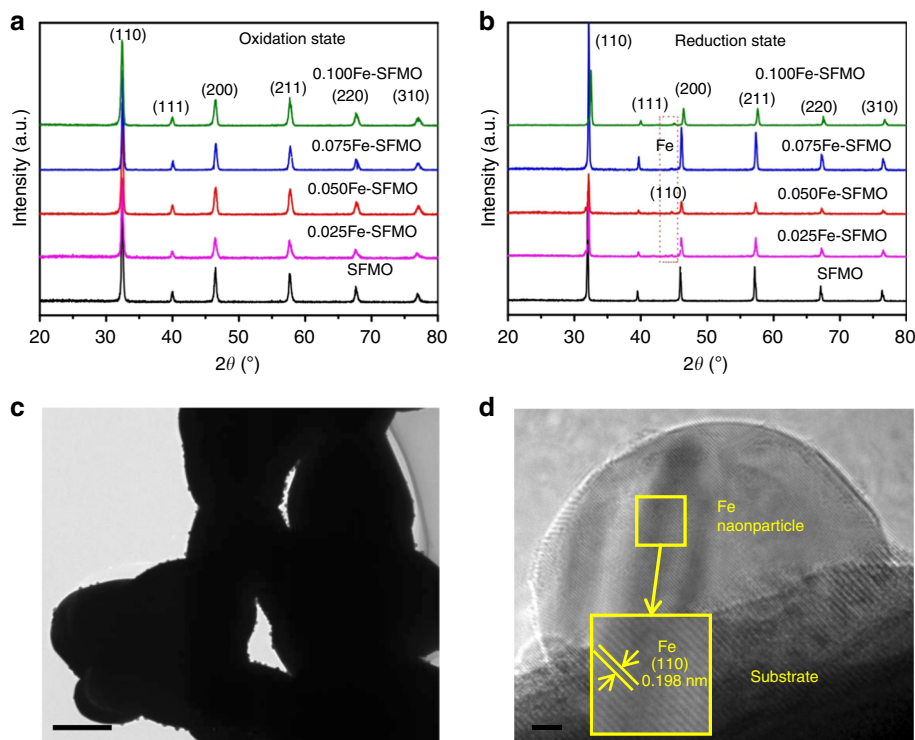 a
(110)
Oxidation state
0.100Fe-SFMO
(111)
(200)
(211)
(220)
(310)
0.075Fe-SFMO
0.050Fe-SFMO
0.025Fe-SFMO
SFMO
Intensity (a.u.)
20 30 40 50 60 70 80
2θ (°)
b
(110)
Reduction state
0.100Fe-SFMO
(111)
(200)
(211)
(220)
(310)
Fe
0.075Fe-SFMO
(110)
0.050Fe-SFMO
0.025Fe-SFMO
SFMO
Intensity (a.u.)
20 30 40 50 60 70 80
2θ (°)
c
d
Fe
naonparticle
Fe
(110)
0.198 nm
Substrate